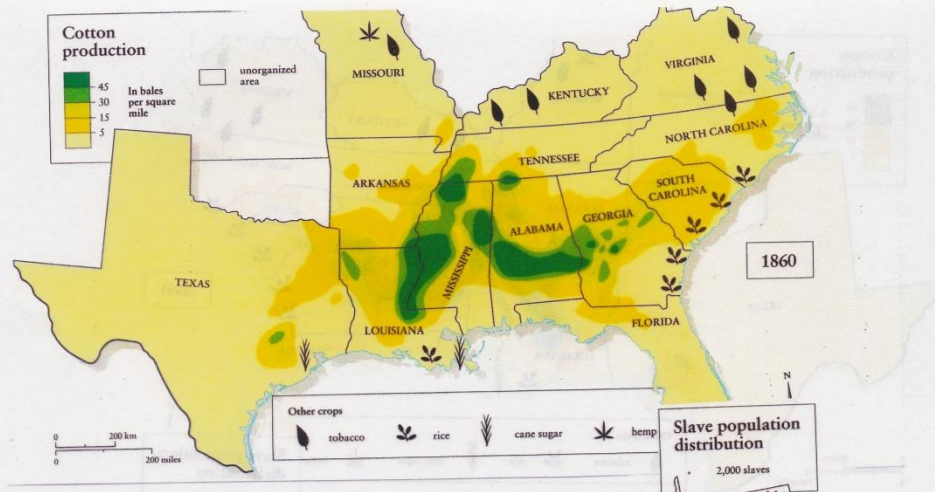 Cotton
production
45
30
15
5
In bales
per square
mile
unorganized
area
MISSOURI
KENTUCKY
VIRGINIA
NORTH CAROLINA
TENNESSEE
ARKANSAS
SOUTH
CAROLINA
GEORGIA
ALABAMA
MISSISSIPPI
TEXAS
LOUISIANA
FLORIDA
1860
N
Other crops
tobacco
rice
cane sugar
hemp
0 200 km
0 200 miles
Slave population
distribution
2,000 slaves